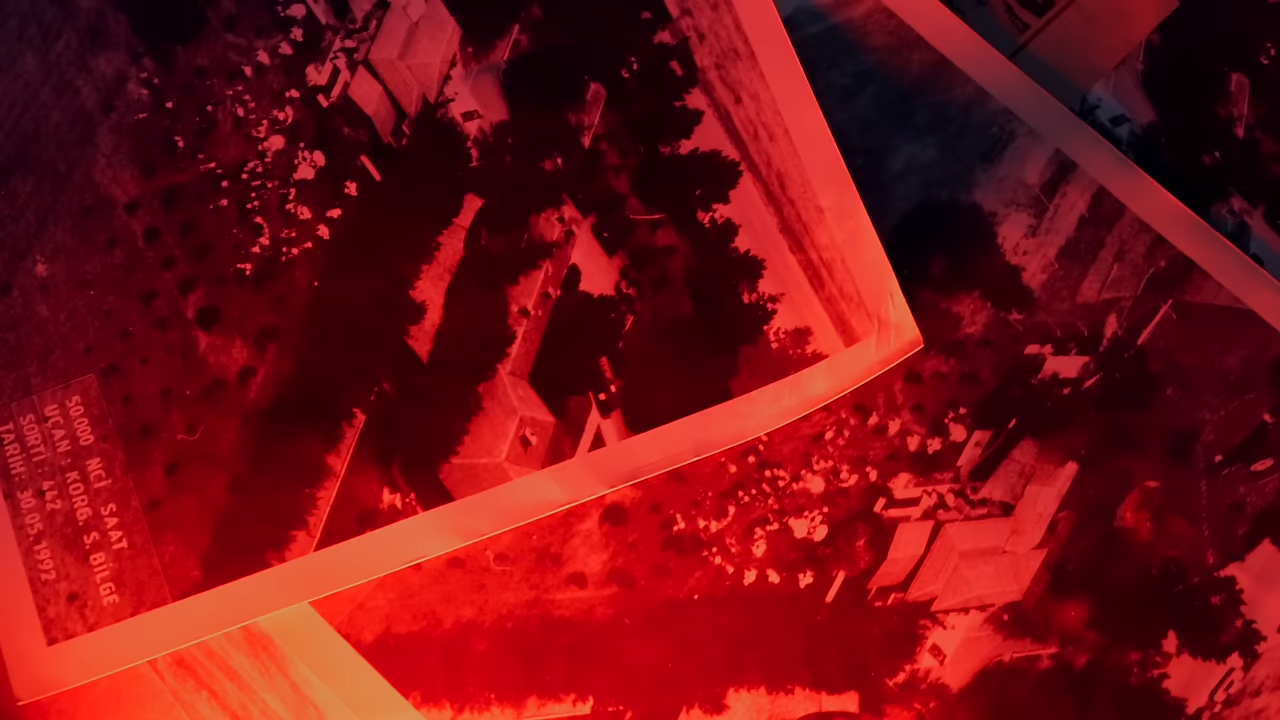 50.000 NCİ SAAT
UÇAN : KORG. S. BİLGE
SORTİ : 442
TARİH : 30.05.1992